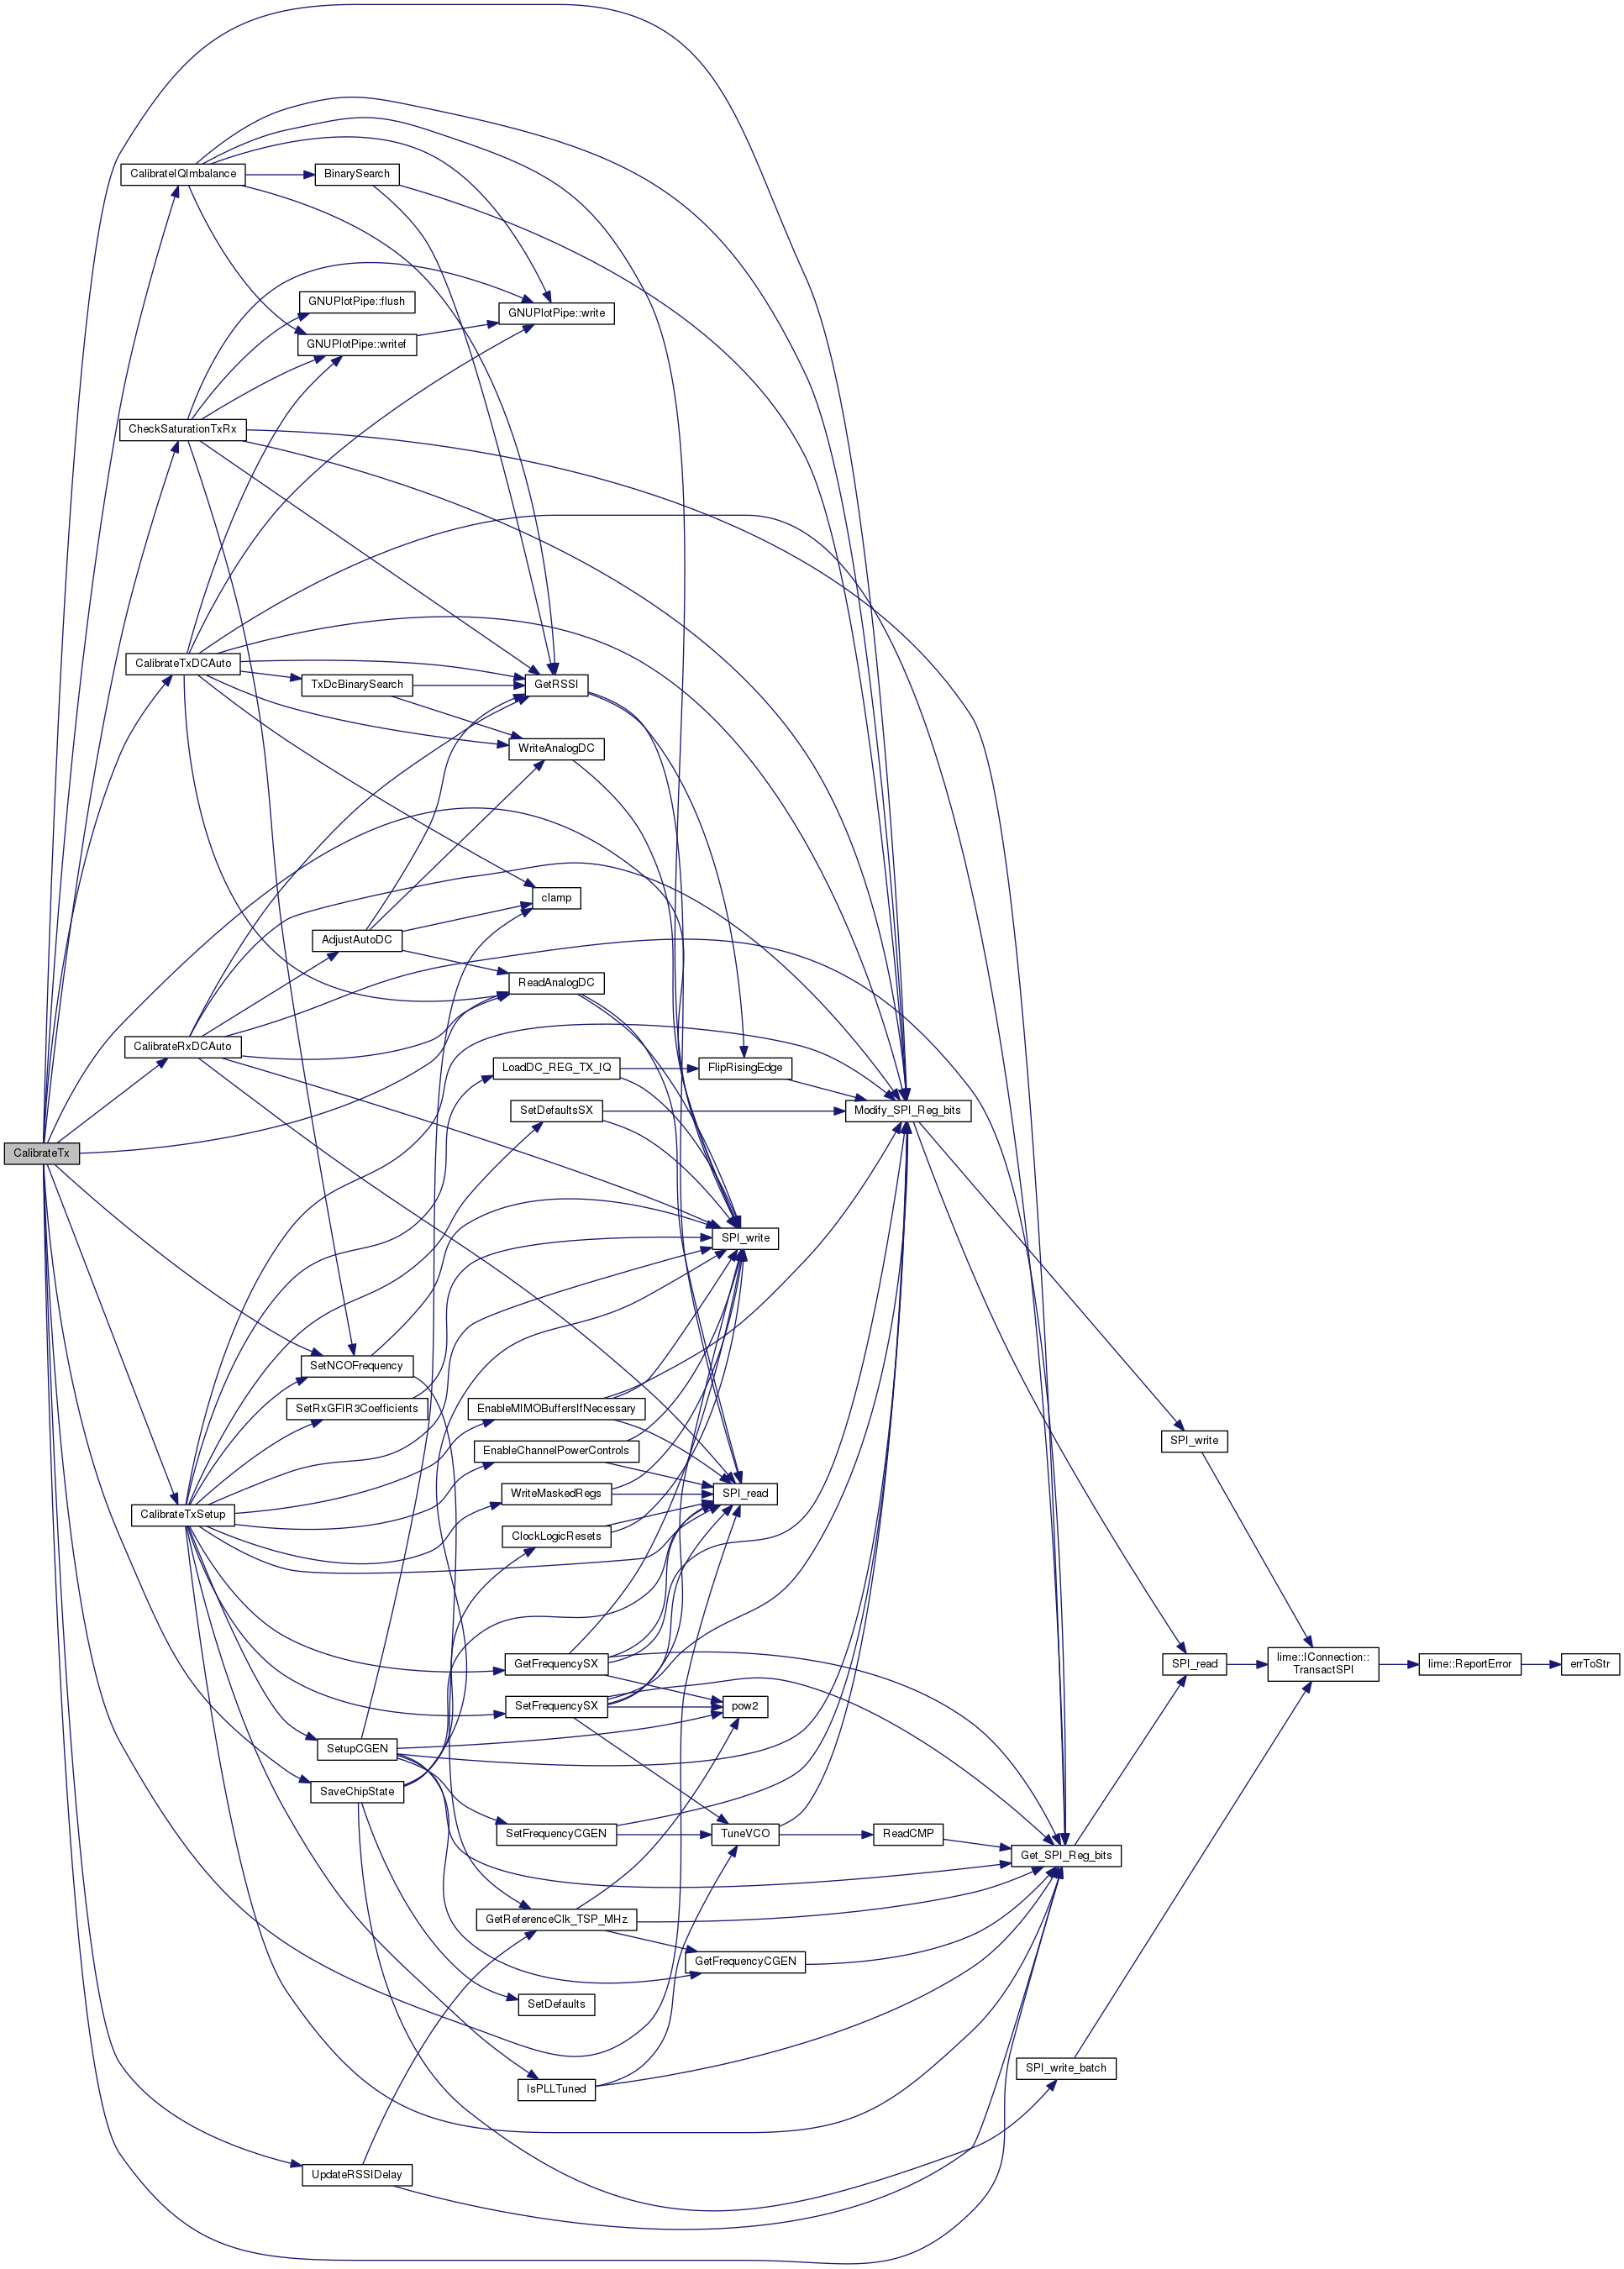 CalibrateIQImbalance
BinarySearch
GNUPlotPipe::flush
GNUPlotPipe::write
GNUPlotPipe::writef
CheckSaturationTxRx
CalibrateTxDCAuto
TxDcBinarySearch
GetRSSI
WriteAnalogDC
clamp
AdjustAutoDC
ReadAnalogDC
CalibrateRxDCAuto
LoadDC_REG_TX_IQ
FlipRisingEdge
SetDefaultsSX
Modify_SPI_Reg_bits
CalibrateTx
SPI_write
SetNCOFrequency
SetRxGFIR3Coefficients
EnableMIMOBuffersIfNecessary
SPI_write
EnableChannelPowerControls
WriteMaskedRegs
SPI_read
CalibrateTxSetup
ClockLogicResets
GetFrequencySX
SPI_read
lime::IConnection::
TransactSPI
lime::ReportError
errToStr
SetFrequencySX
pow2
SetupCGEN
SaveChipState
SetFrequencyCGEN
TuneVCO
ReadCMP
Get_SPI_Reg_bits
GetReferenceClk_TSP_MHz
GetFrequencyCGEN
SetDefaults
SPI_write_batch
IsPLLTuned
UpdateRSSIDelay